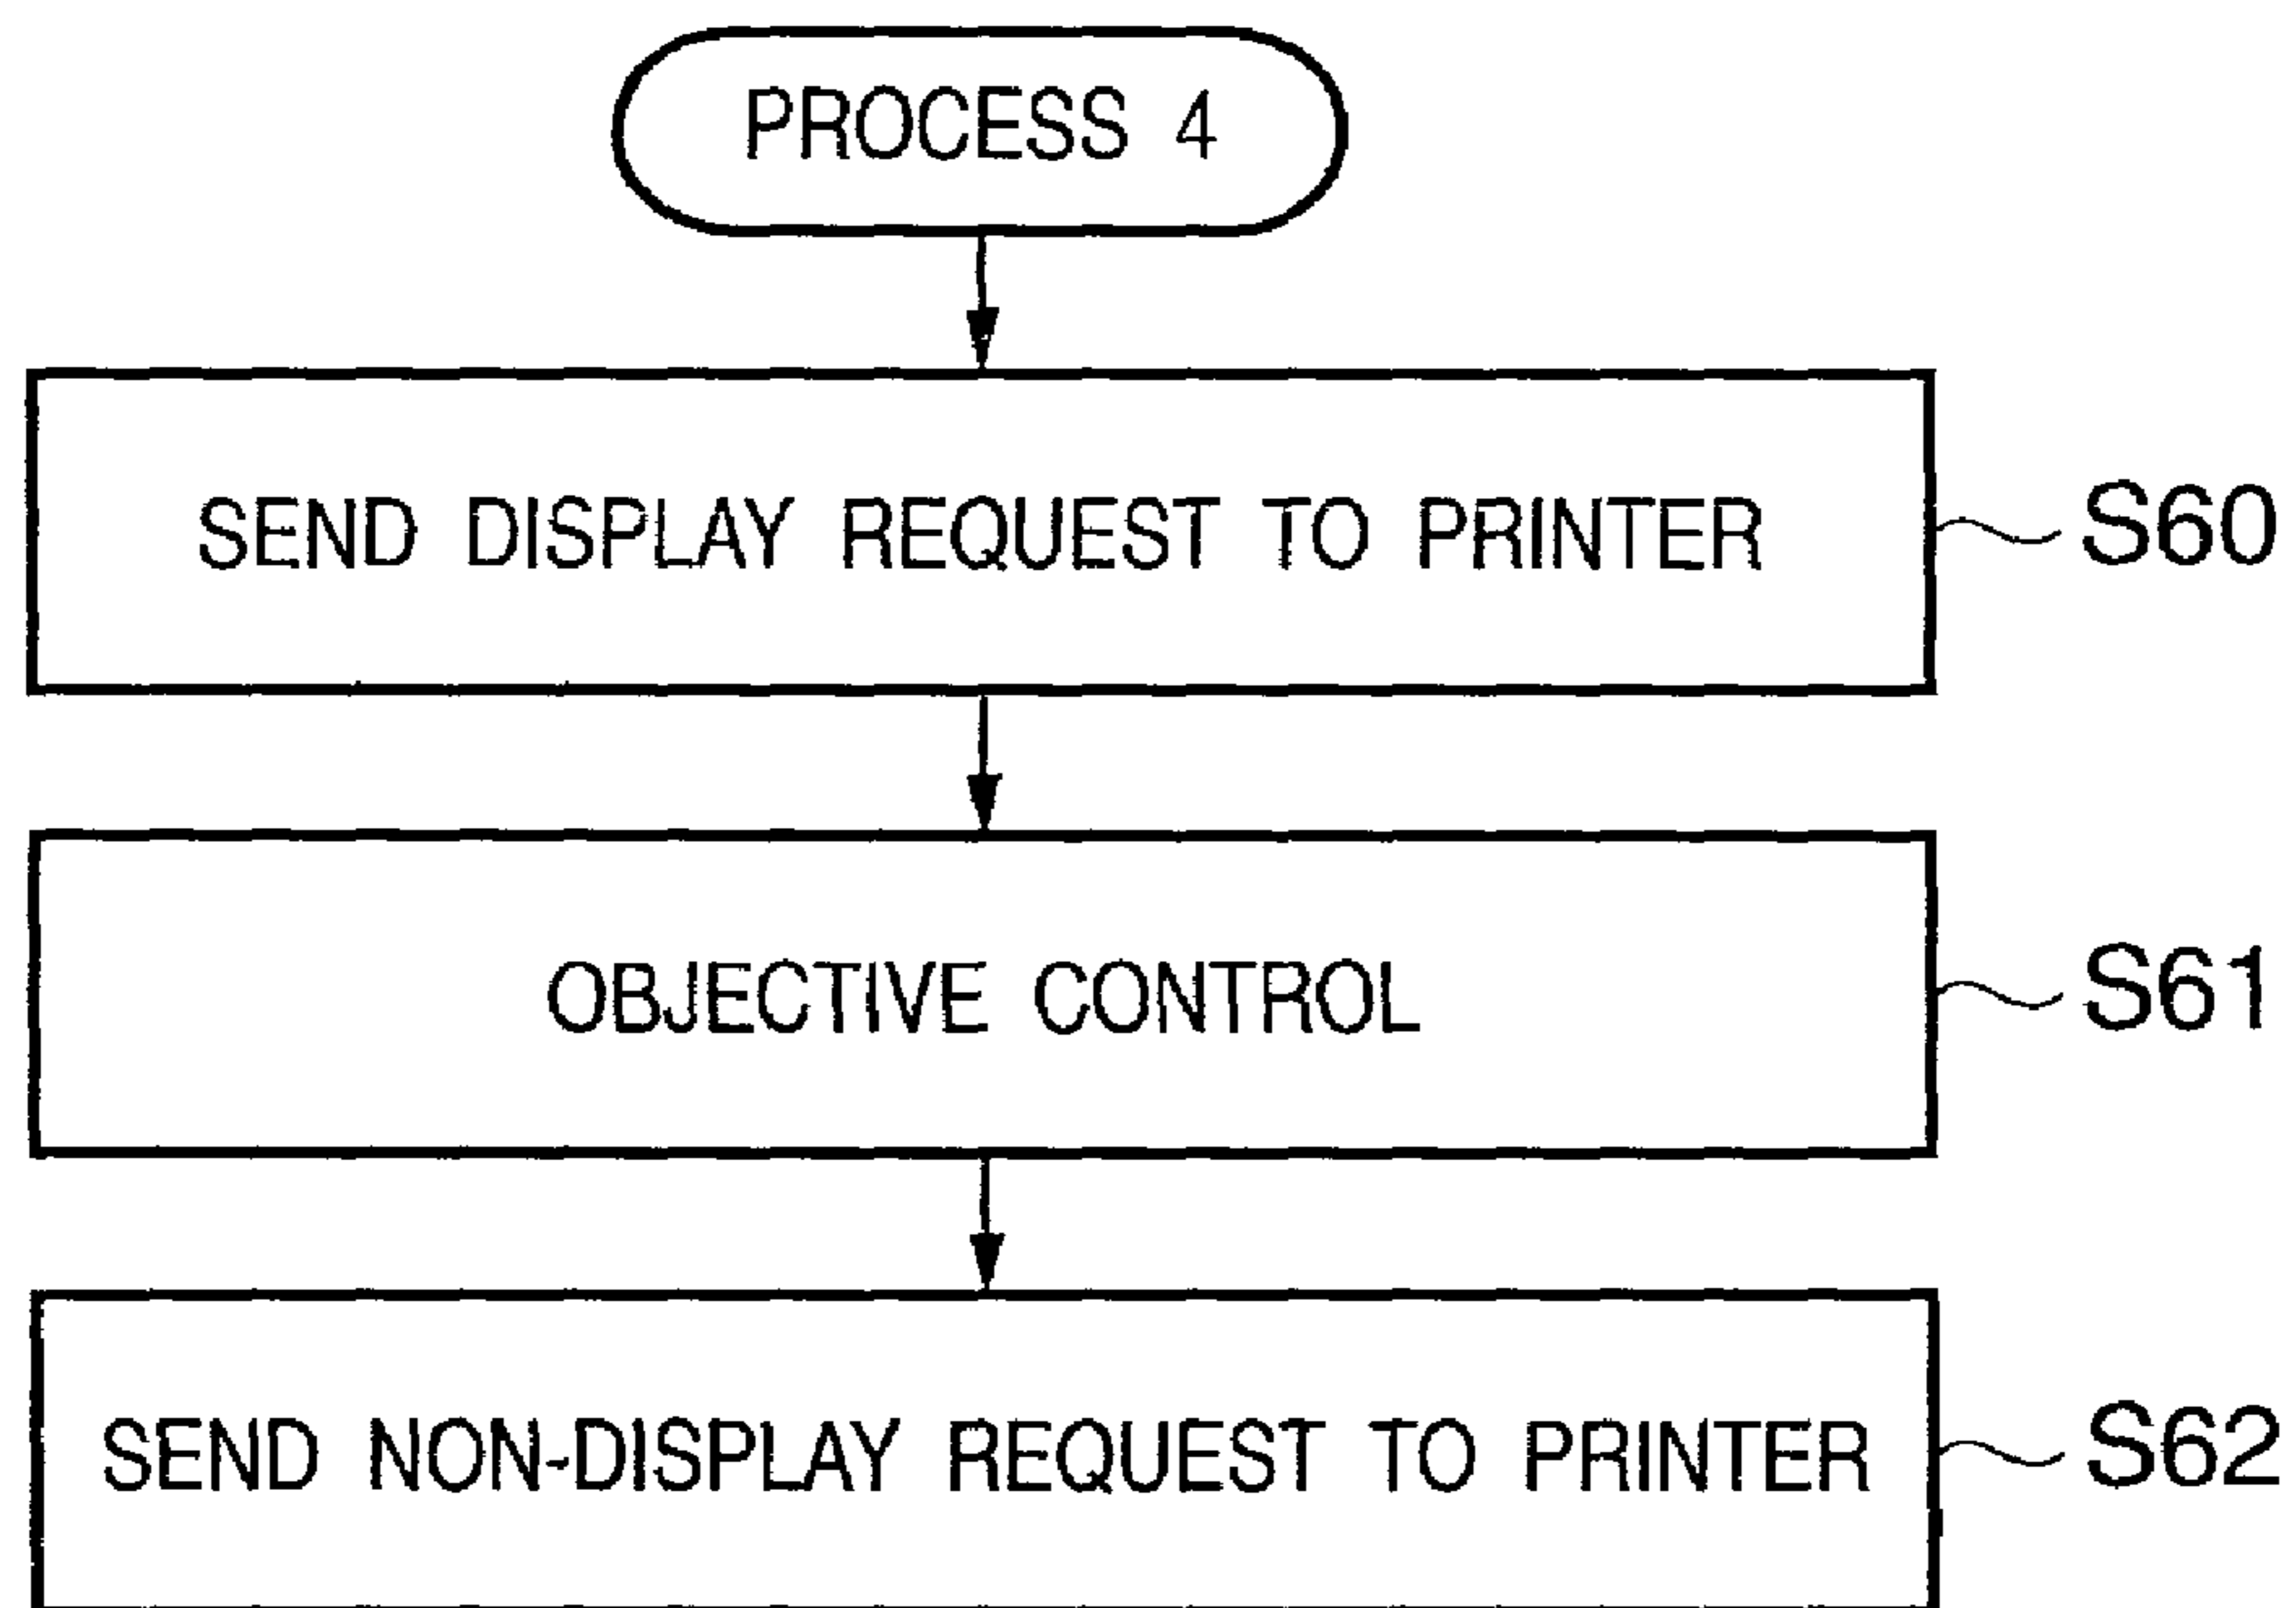 PROCESS 4
SEND DISPLAY REQUEST TO PRINTER
S60
OBJECTIVE CONTROL
S61
SEND NON-DISPLAY REQUEST TO PRINTER
S62